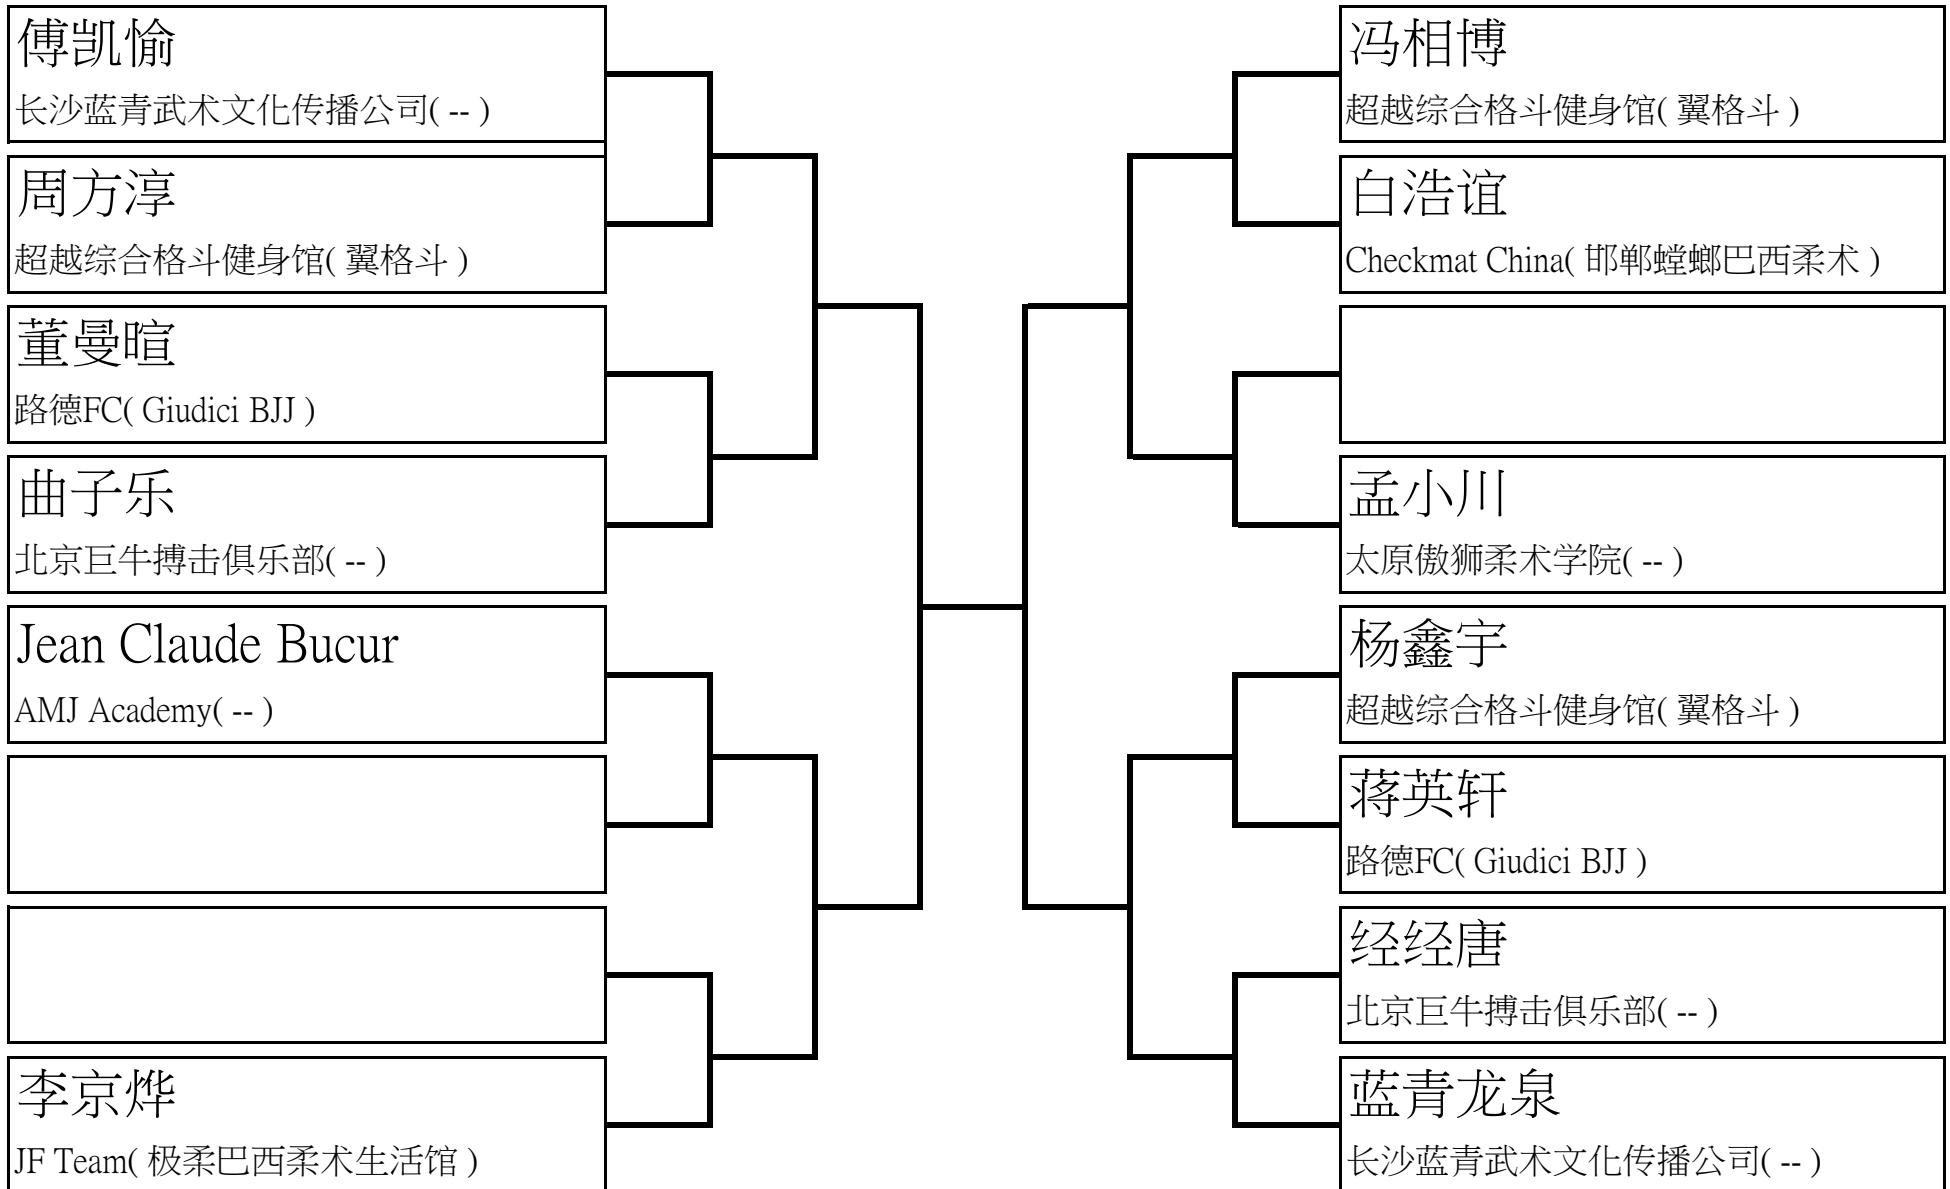 傅凯愉
长沙蓝青武术文化传播公司( -- )
周方淳
超越综合格斗健身馆( 翼格斗 )
董曼暄
路德FC( Giudici BJJ )
曲子乐
北京巨牛搏击俱乐部( -- )
Jean Claude Bucur
AMJ Academy( -- )
李京烨
JF Team( 极柔巴西柔术生活馆 )
冯相博
超越综合格斗健身馆( 翼格斗 )
白浩谊
Checkmat China( 邯郸螳螂巴西柔术 )
孟小川
太原傲狮柔术学院( -- )
杨鑫宇
超越综合格斗健身馆( 翼格斗 )
蒋英轩
路德FC( Giudici BJJ )
经经唐
北京巨牛搏击俱乐部( -- )
蓝青龙泉
长沙蓝青武术文化传播公司( -- )